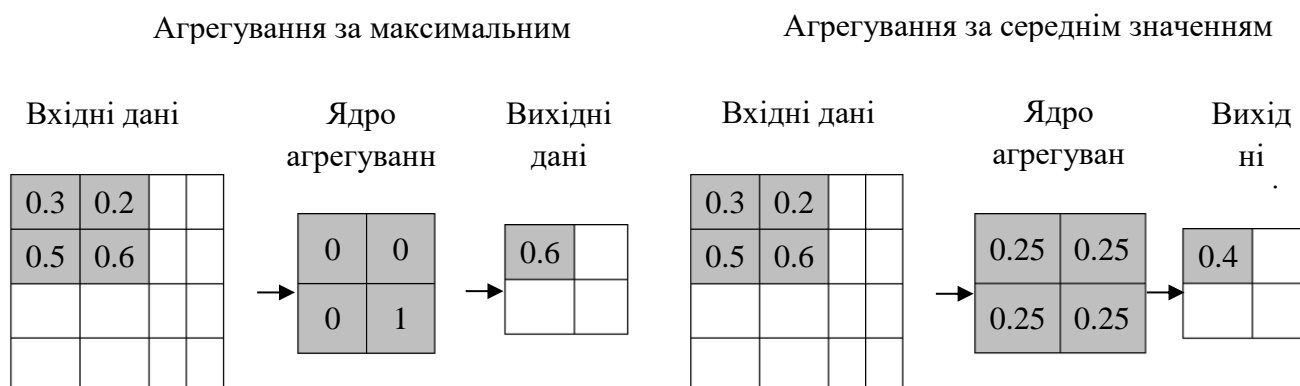 Агрегування за максимальним
Агрегування за середнім значенням
Вхідні дані
Ядро
агрегуванн
Вихідні
дані
0.3 0.2
0.5 0.6
0 0
0 1
0.6
Вхідні дані
Ядро
агрегуван
Вихід
ні
0.3 0.2
0.5 0.6
0.25 0.25
0.25 0.25
0.4